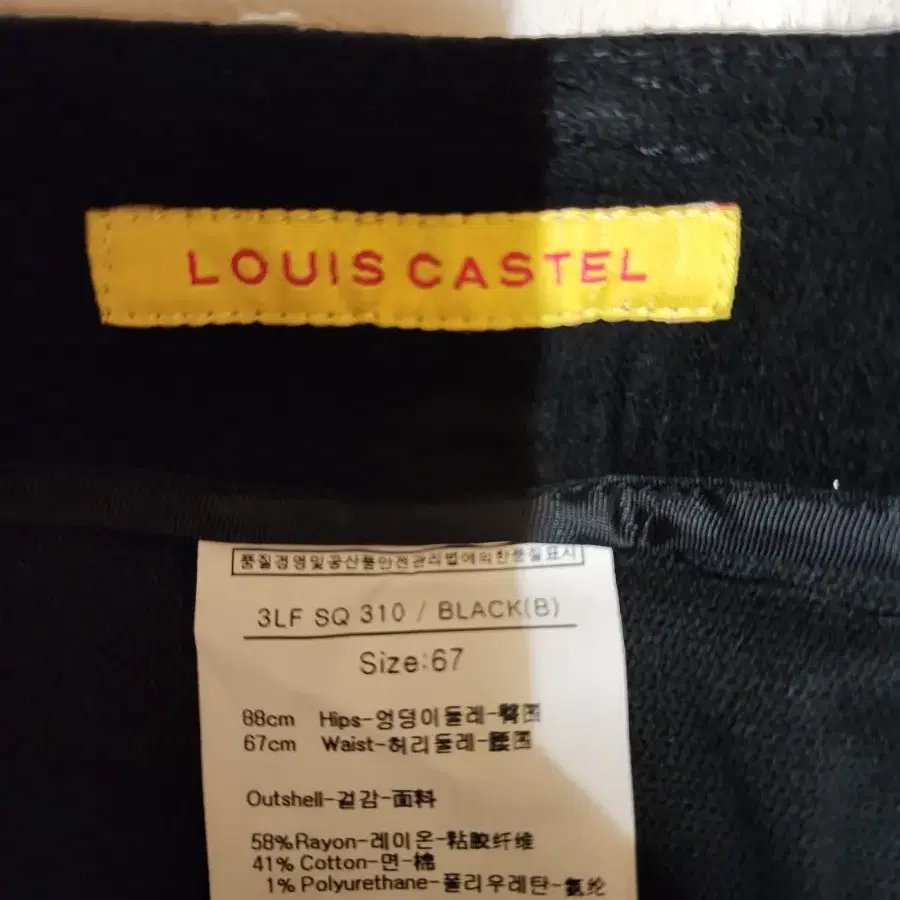 LOUIS CASTEL
품질경영및공산품안전관리법에의한품질표시
3LF SQ 310 / BLACK(B)
Size:67
88cm Hips-엉덩이둘레-臀围
67cm Waist-허리둘레-腰围
Outshell-겉감-面料
58%Rayon-레이온-粘胶纤维
41% Cotton-면-棉
1% Polyurethane-폴리우레탄-氨纶